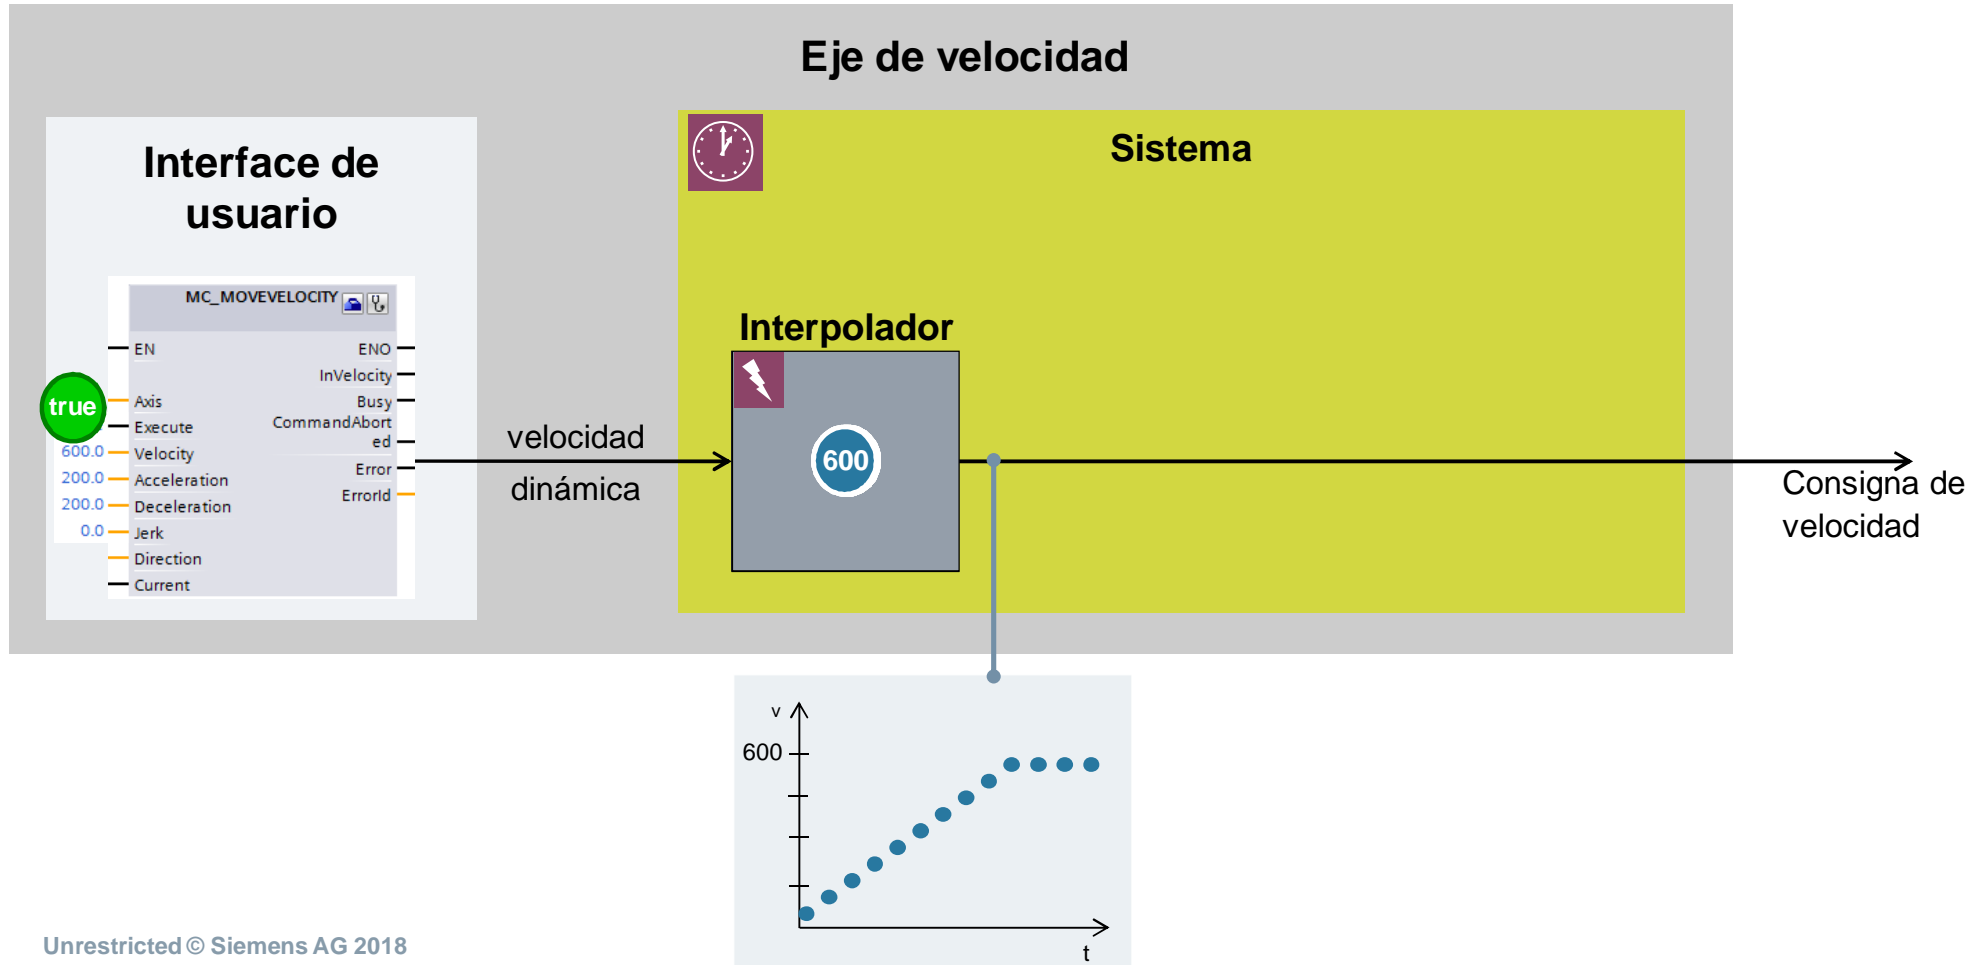 Eje de velocidad
Interface de
usuario
Sistema
MC_MOVEVELOCITY
EN
ENO
InVelocity
true
Axis
Busy
Execute
CommandAbort
ed
600.0
Velocity
Error
200.0
Acceleration
ErrorId
200.0
Deceleration
0.0
Jerk
Direction
Current
velocidad
dinámica
Interpolador
600
Consigna de
velocidad
v
600
t
Unrestricted © Siemens AG 2018